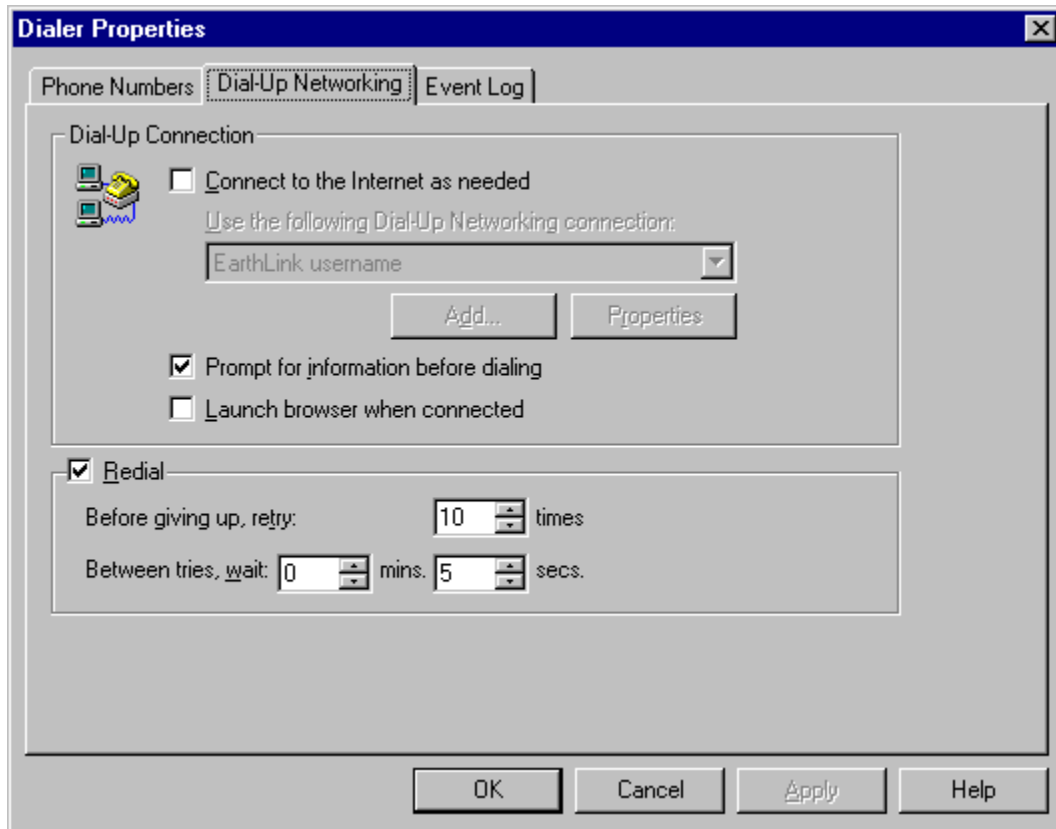 Dialer Properties
Phone Numbers Dial-Up Networking Event Log
Dial-Up Connection
Connect to the Internet as needed
Use the following Dial-Up Networking connection:
EarthLink username
Add... Properties
Prompt for information before dialing
Launch browser when connected
Redial
Before giving up, retry: 10 times
Between tries, wait: 0 mins. 5 secs.
OK Cancel Apply Help